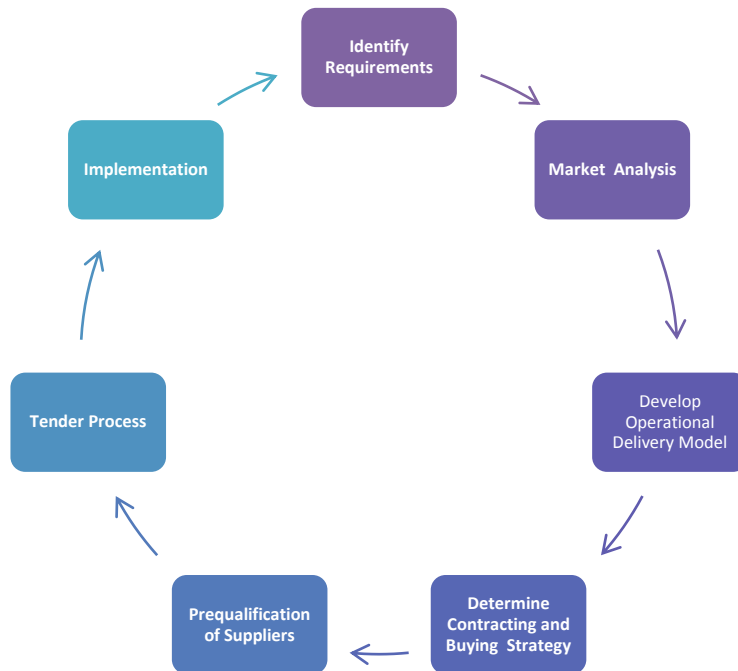 Identify
Requirements
Market Analysis
Develop
Operational
Delivery Model
Determine
Contracting and
Buying Strategy
Prequalification
of Suppliers
Tender Process
Implementation